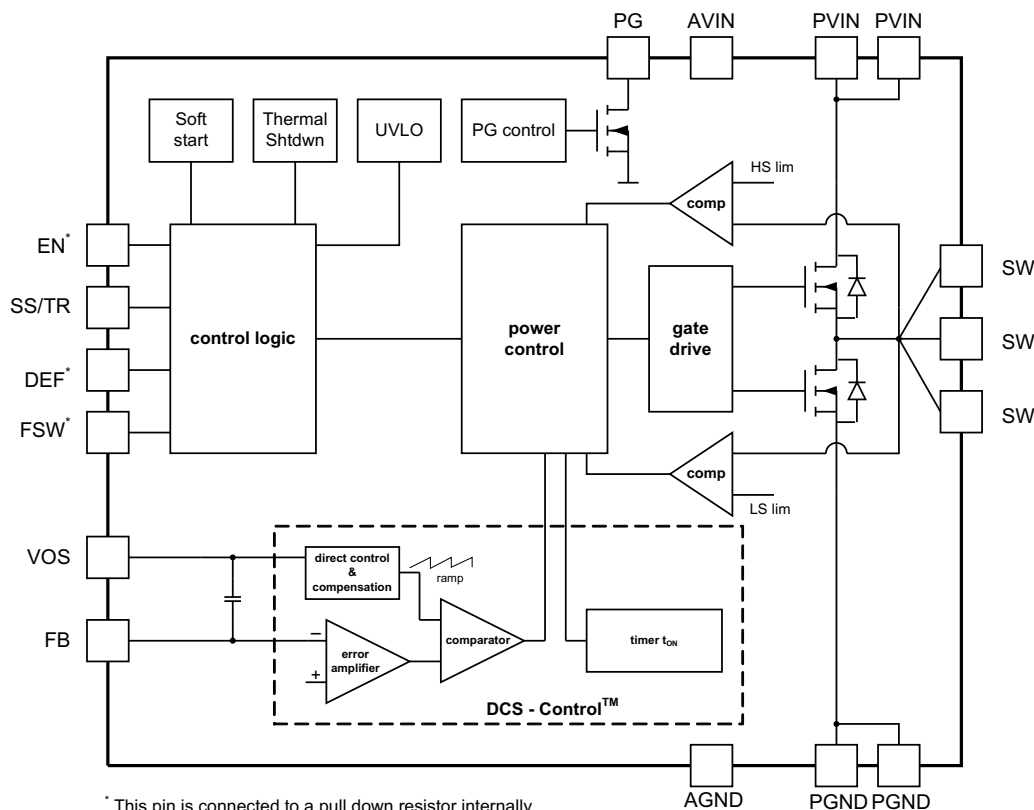 PG AVIN PVIN PVIN
Soft
start
Thermal
Shtdwn
UVLO
PG control
HS lim
comp
EN*
SS/TR
DEF*
FSW*
control logic
power
control
gate
drive
SW
SW
SW
comp
LS lim
VOS
FB
direct control
&
compensation
ramp
error
amplifier
comparator
timer tON
DCS - Control™
AGND PGND PGND
* This pin is connected to a pull down resistor internally